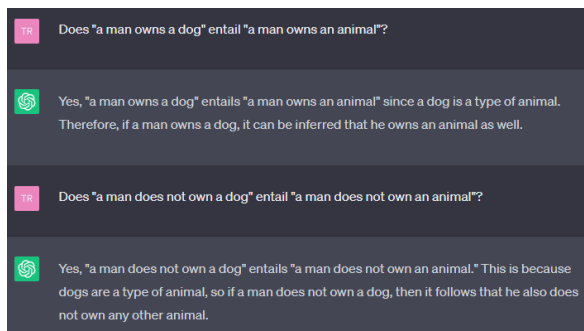 TR
Does "a man owns a dog" entail "a man owns an animal"?
Yes, "a man owns a dog" entails "a man owns an animal" since a dog is a type of animal.
Therefore, if a man owns a dog, it can be inferred that he owns an animal as well.
TR
Does "a man does not own a dog" entail "a man does not own an animal"?
Yes, "a man does not own a dog" entails "a man does not own an animal." This is because
dogs are a type of animal, so if a man does not own a dog, then it follows that he also does
not own any other animal.